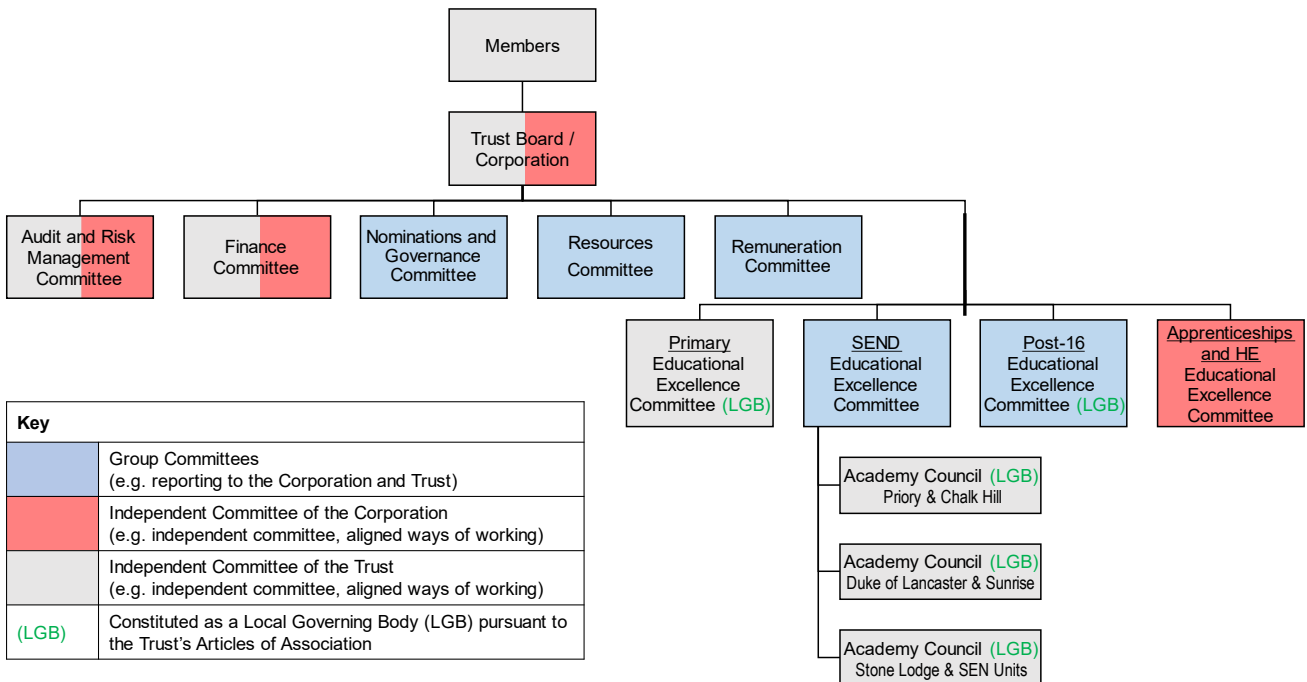 Members
Trust Board /
Corporation
Audit and Risk
Management
Committee
Finance
Committee
Nominations and
Governance
Committee
Resources
Committee
Remuneration
Committee
Primary
Educational
Excellence
Committee (LGB)
SEND
Educational
Excellence
Committee
Post-16
Educational
Excellence
Committee (LGB)
Apprenticeships
and HE
Educational
Excellence
Committee
Academy Council (LGB)
Priory & Chalk Hill
Academy Council (LGB)
Duke of Lancaster & Sunrise
Academy Council (LGB)
Stone Lodge & SEN Units
Key
Group Committees
(e.g. reporting to the Corporation and Trust)
Independent Committee of the Corporation
(e.g. independent committee, aligned ways of working)
Independent Committee of the Trust
(e.g. independent committee, aligned ways of working)
(LGB)
Constituted as a Local Governing Body (LGB) pursuant to
the Trust’s Articles of Association